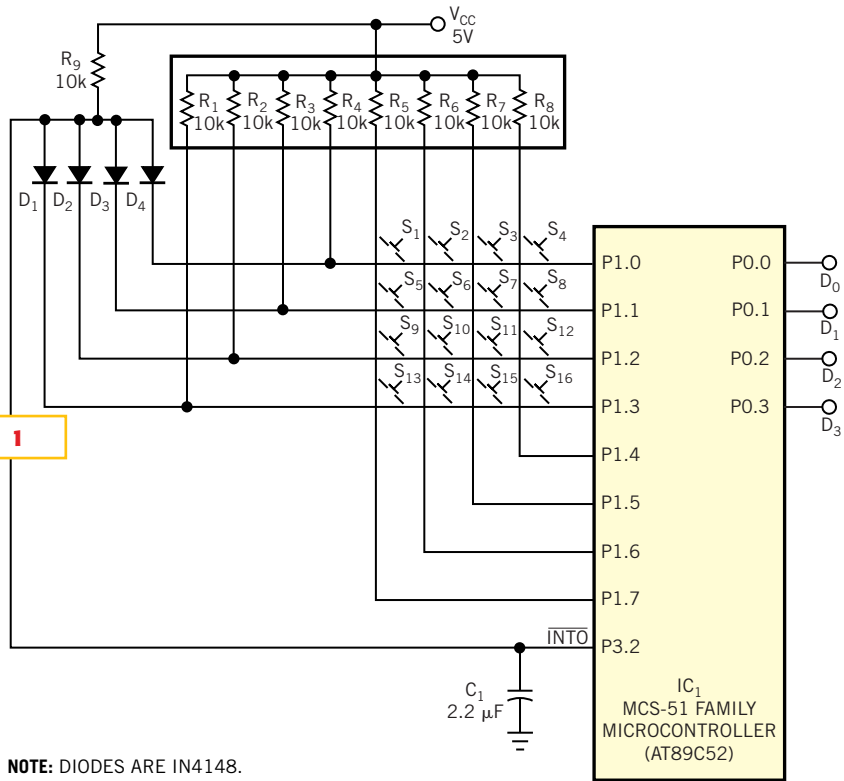 VCC
5V
R9
10k
R1
10k
R2
10k
R3
10k
R4
10k
R5
10k
R6
10k
R7
10k
R8
10k
D1
D2
D3
D4
S1
S2
S3
S4
S5
S6
S7
S8
S9
S10
S11
S12
S13
S14
S15
S16
1
P1.0
P1.1
P1.2
P1.3
P1.4
P1.5
P1.6
P1.7
INTO
P3.2
P0.0
P0.1
P0.2
P0.3
D0
D1
D2
D3
C1
2.2 µF
IC1
MCS-51 FAMILY
MICROCONTROLLER
(AT89C52)
NOTE: DIODES ARE IN4148.